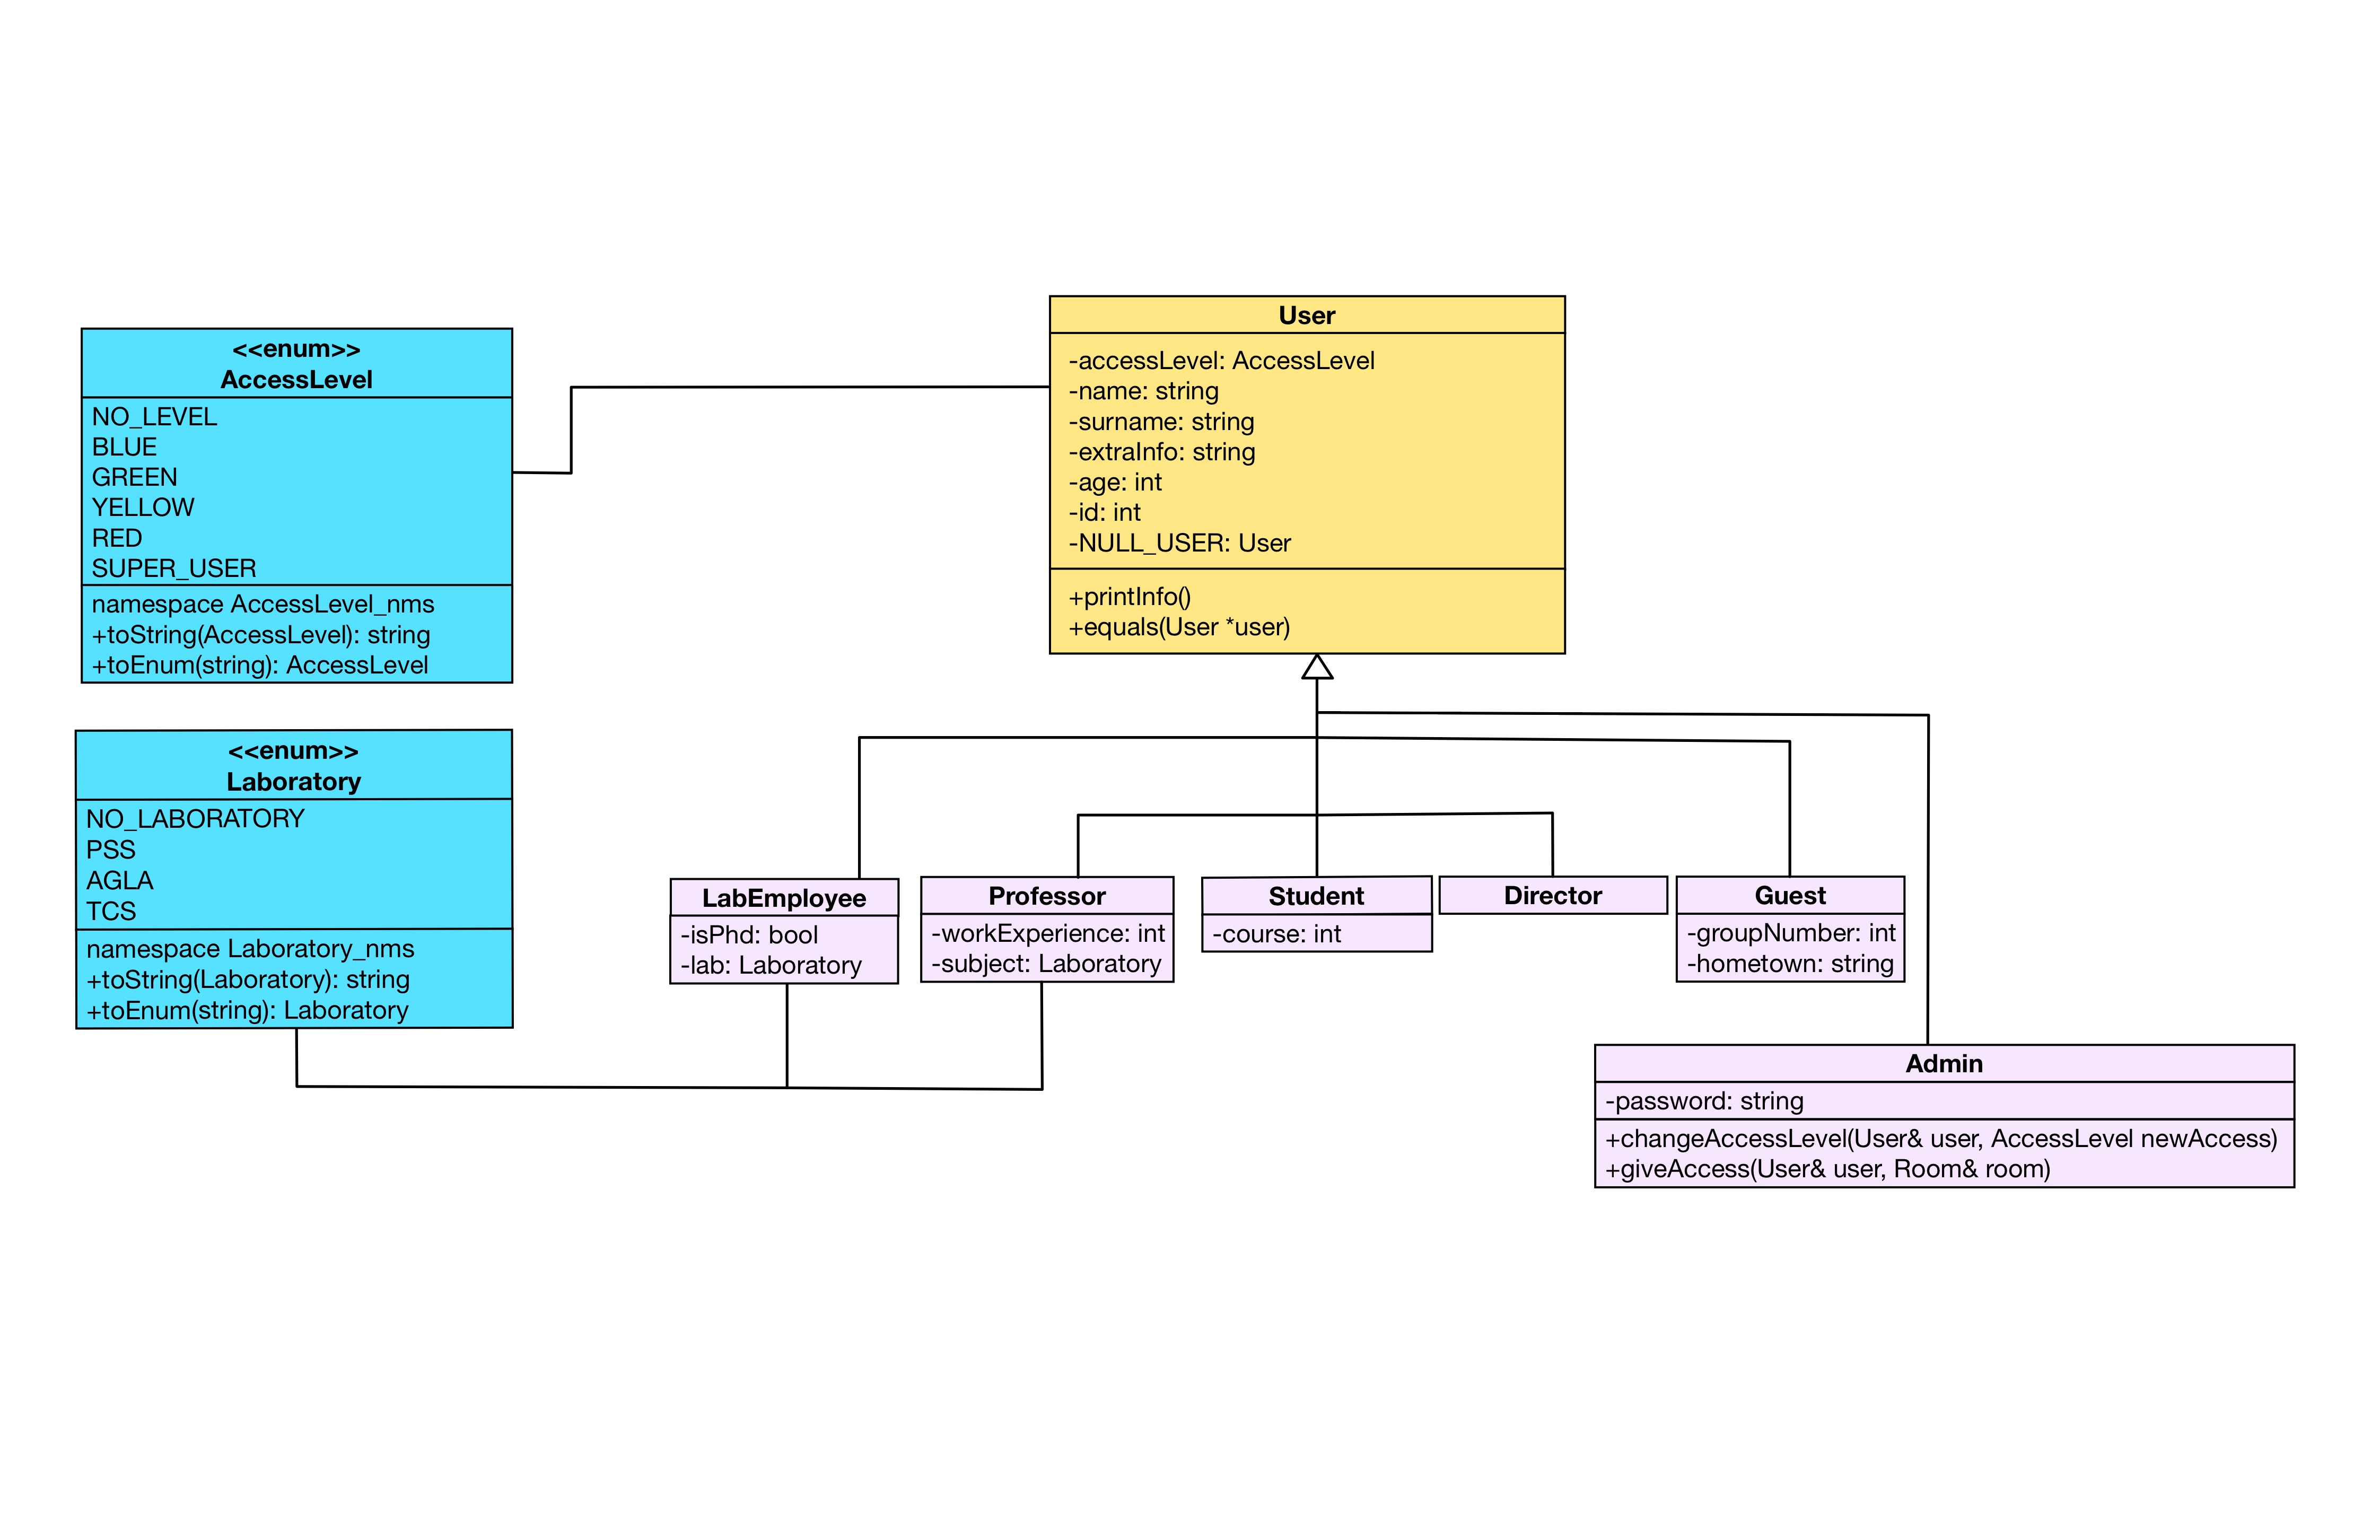 <<enum>>
AccessLevel
NO_LEVEL
BLUE
GREEN
YELLOW
RED
SUPER_USER
namespace AccessLevel_nms
+toString(AccessLevel): string
+toEnum(string): AccessLevel
User
-accessLevel: AccessLevel
-name: string
-surname: string
-extraInfo: string
-age: int
-id: int
-NULL_USER: User
+printInfo()
+equals(User *user)
<<enum>>
Laboratory
NO_LABORATORY
PSS
AGLA
TCS
namespace Laboratory_nms
+toString(Laboratory): string
+toEnum(string): Laboratory
LabEmployee
-isPhd: bool
-lab: Laboratory
Professor
-workExperience: int
-subject: Laboratory
Student
-course: int
Director
Guest
-groupNumber: int
-hometown: string
Admin
-password: string
+changeAccessLevel(User& user, AccessLevel newAccess)
+giveAccess(User& user, Room& room)